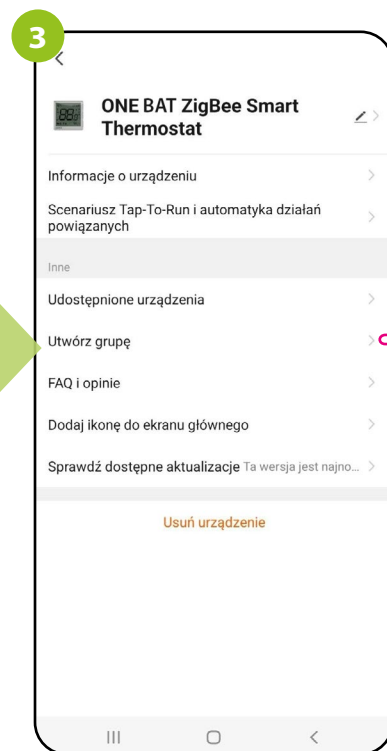 3
ONE BAT ZigBee Smart
Thermostat
Informacje o urządzeniu
Scenariusz Tap-To-Run i automatyka działań
powiązanych
Inne
Udostępnione urządzenia
Utwórz grupę
FAQ i opinie
Dodaj ikonę do ekranu głównego
Sprawdź dostępne aktualizacje Ta wersja jest najno...
Usuń urządzenie